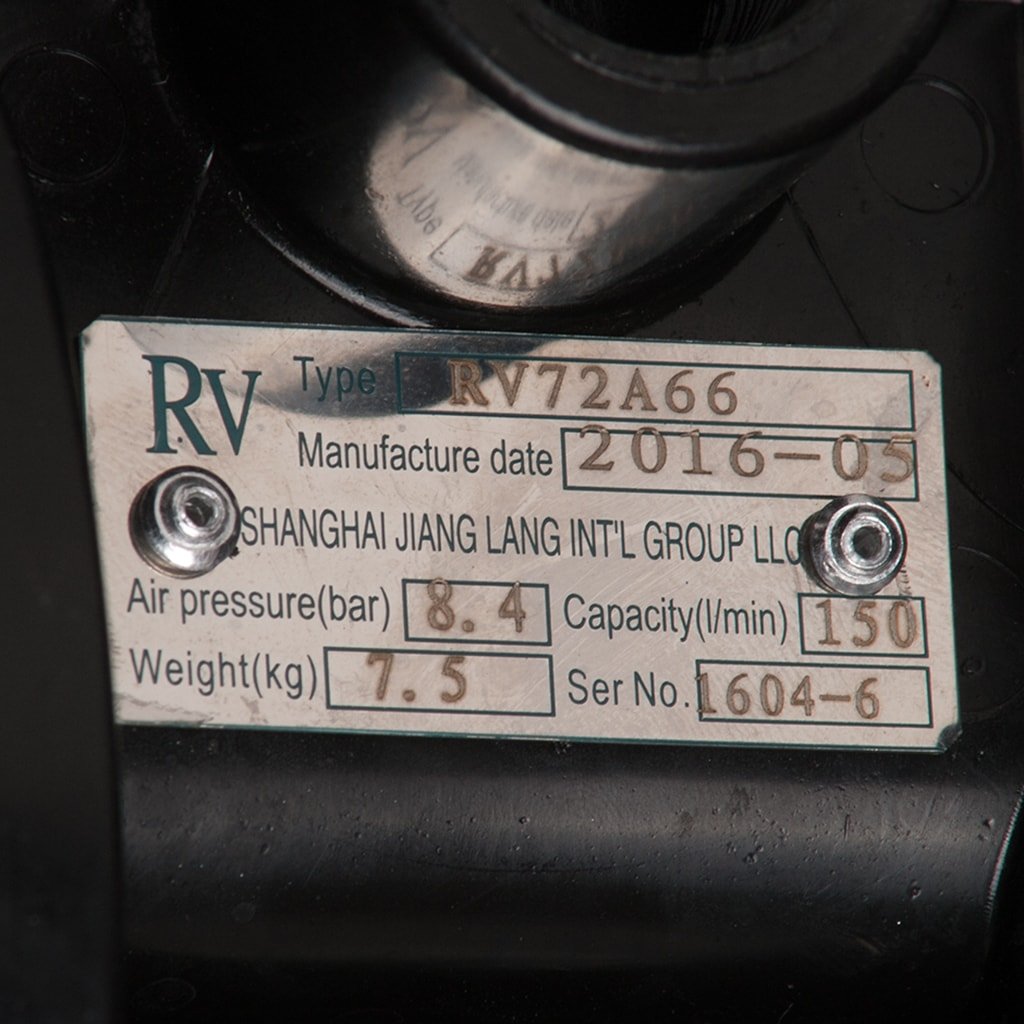 RV Type RV72A66
Manufacture date 2016-05
SHANGHAI JIANG LANG INT'L GROUP LLC
Air pressure(bar) 8.4 Capacity(l/min) 150
Weight(kg) 7.5 Ser No. 1604-6